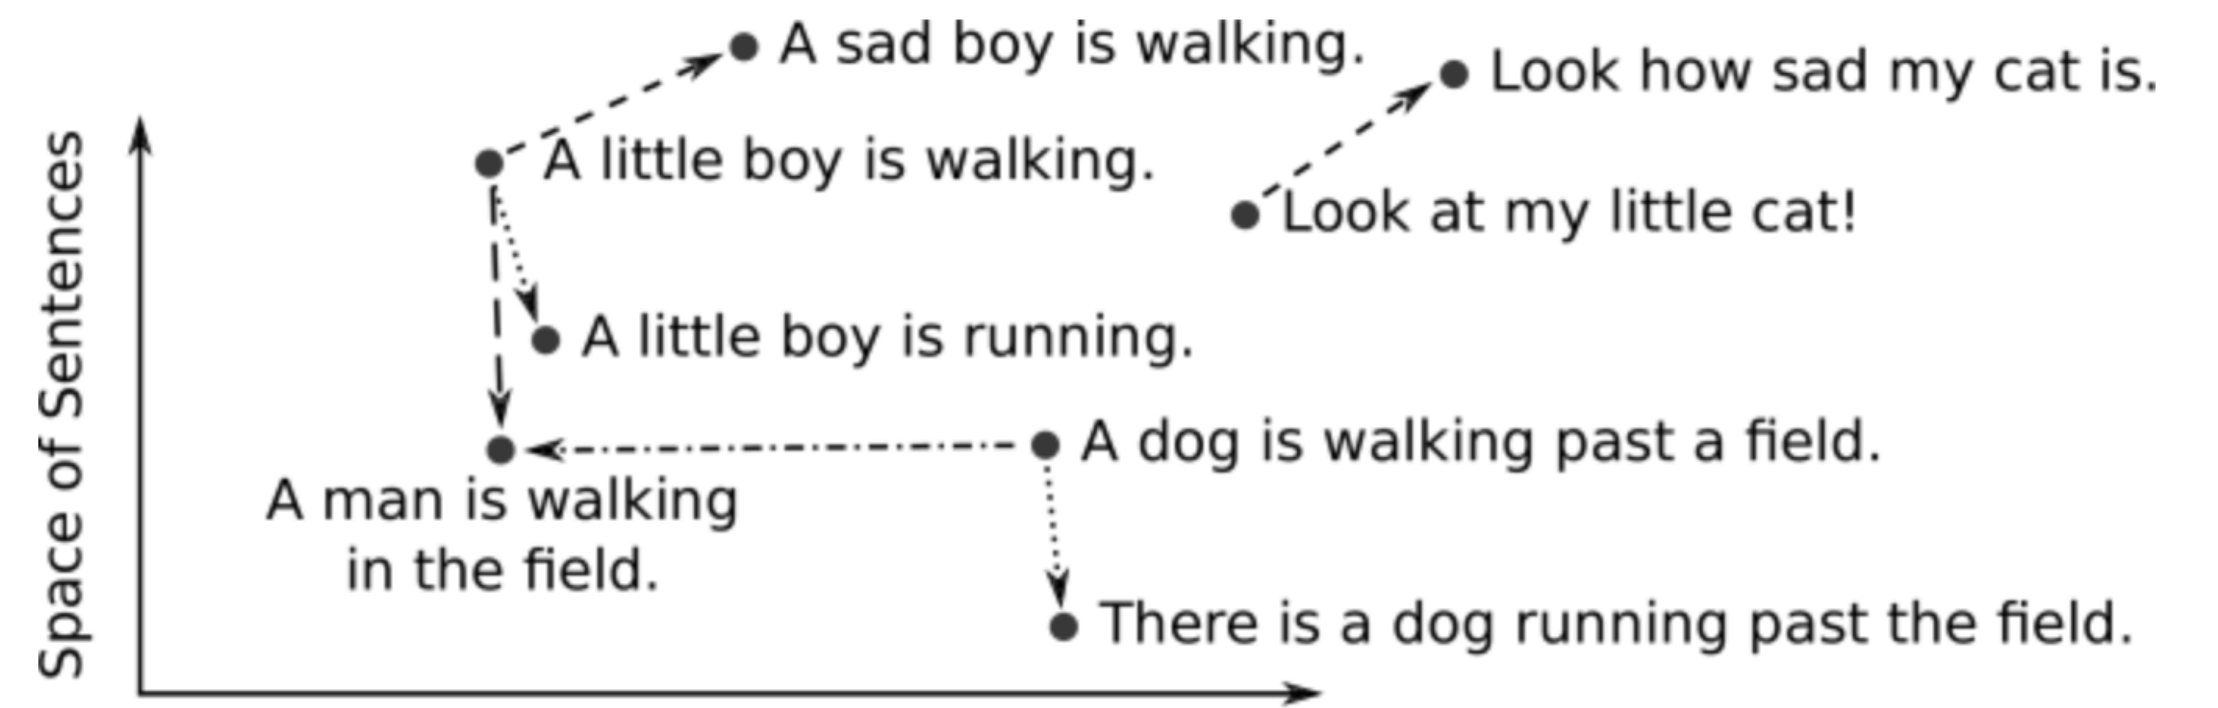 A sad boy is walking.
Look how sad my cat is.
A little boy is walking.
Look at my little cat!
A little boy is running.
A dog is walking past a field.
A man is walking
in the field.
There is a dog running past the field.
Space of Sentences